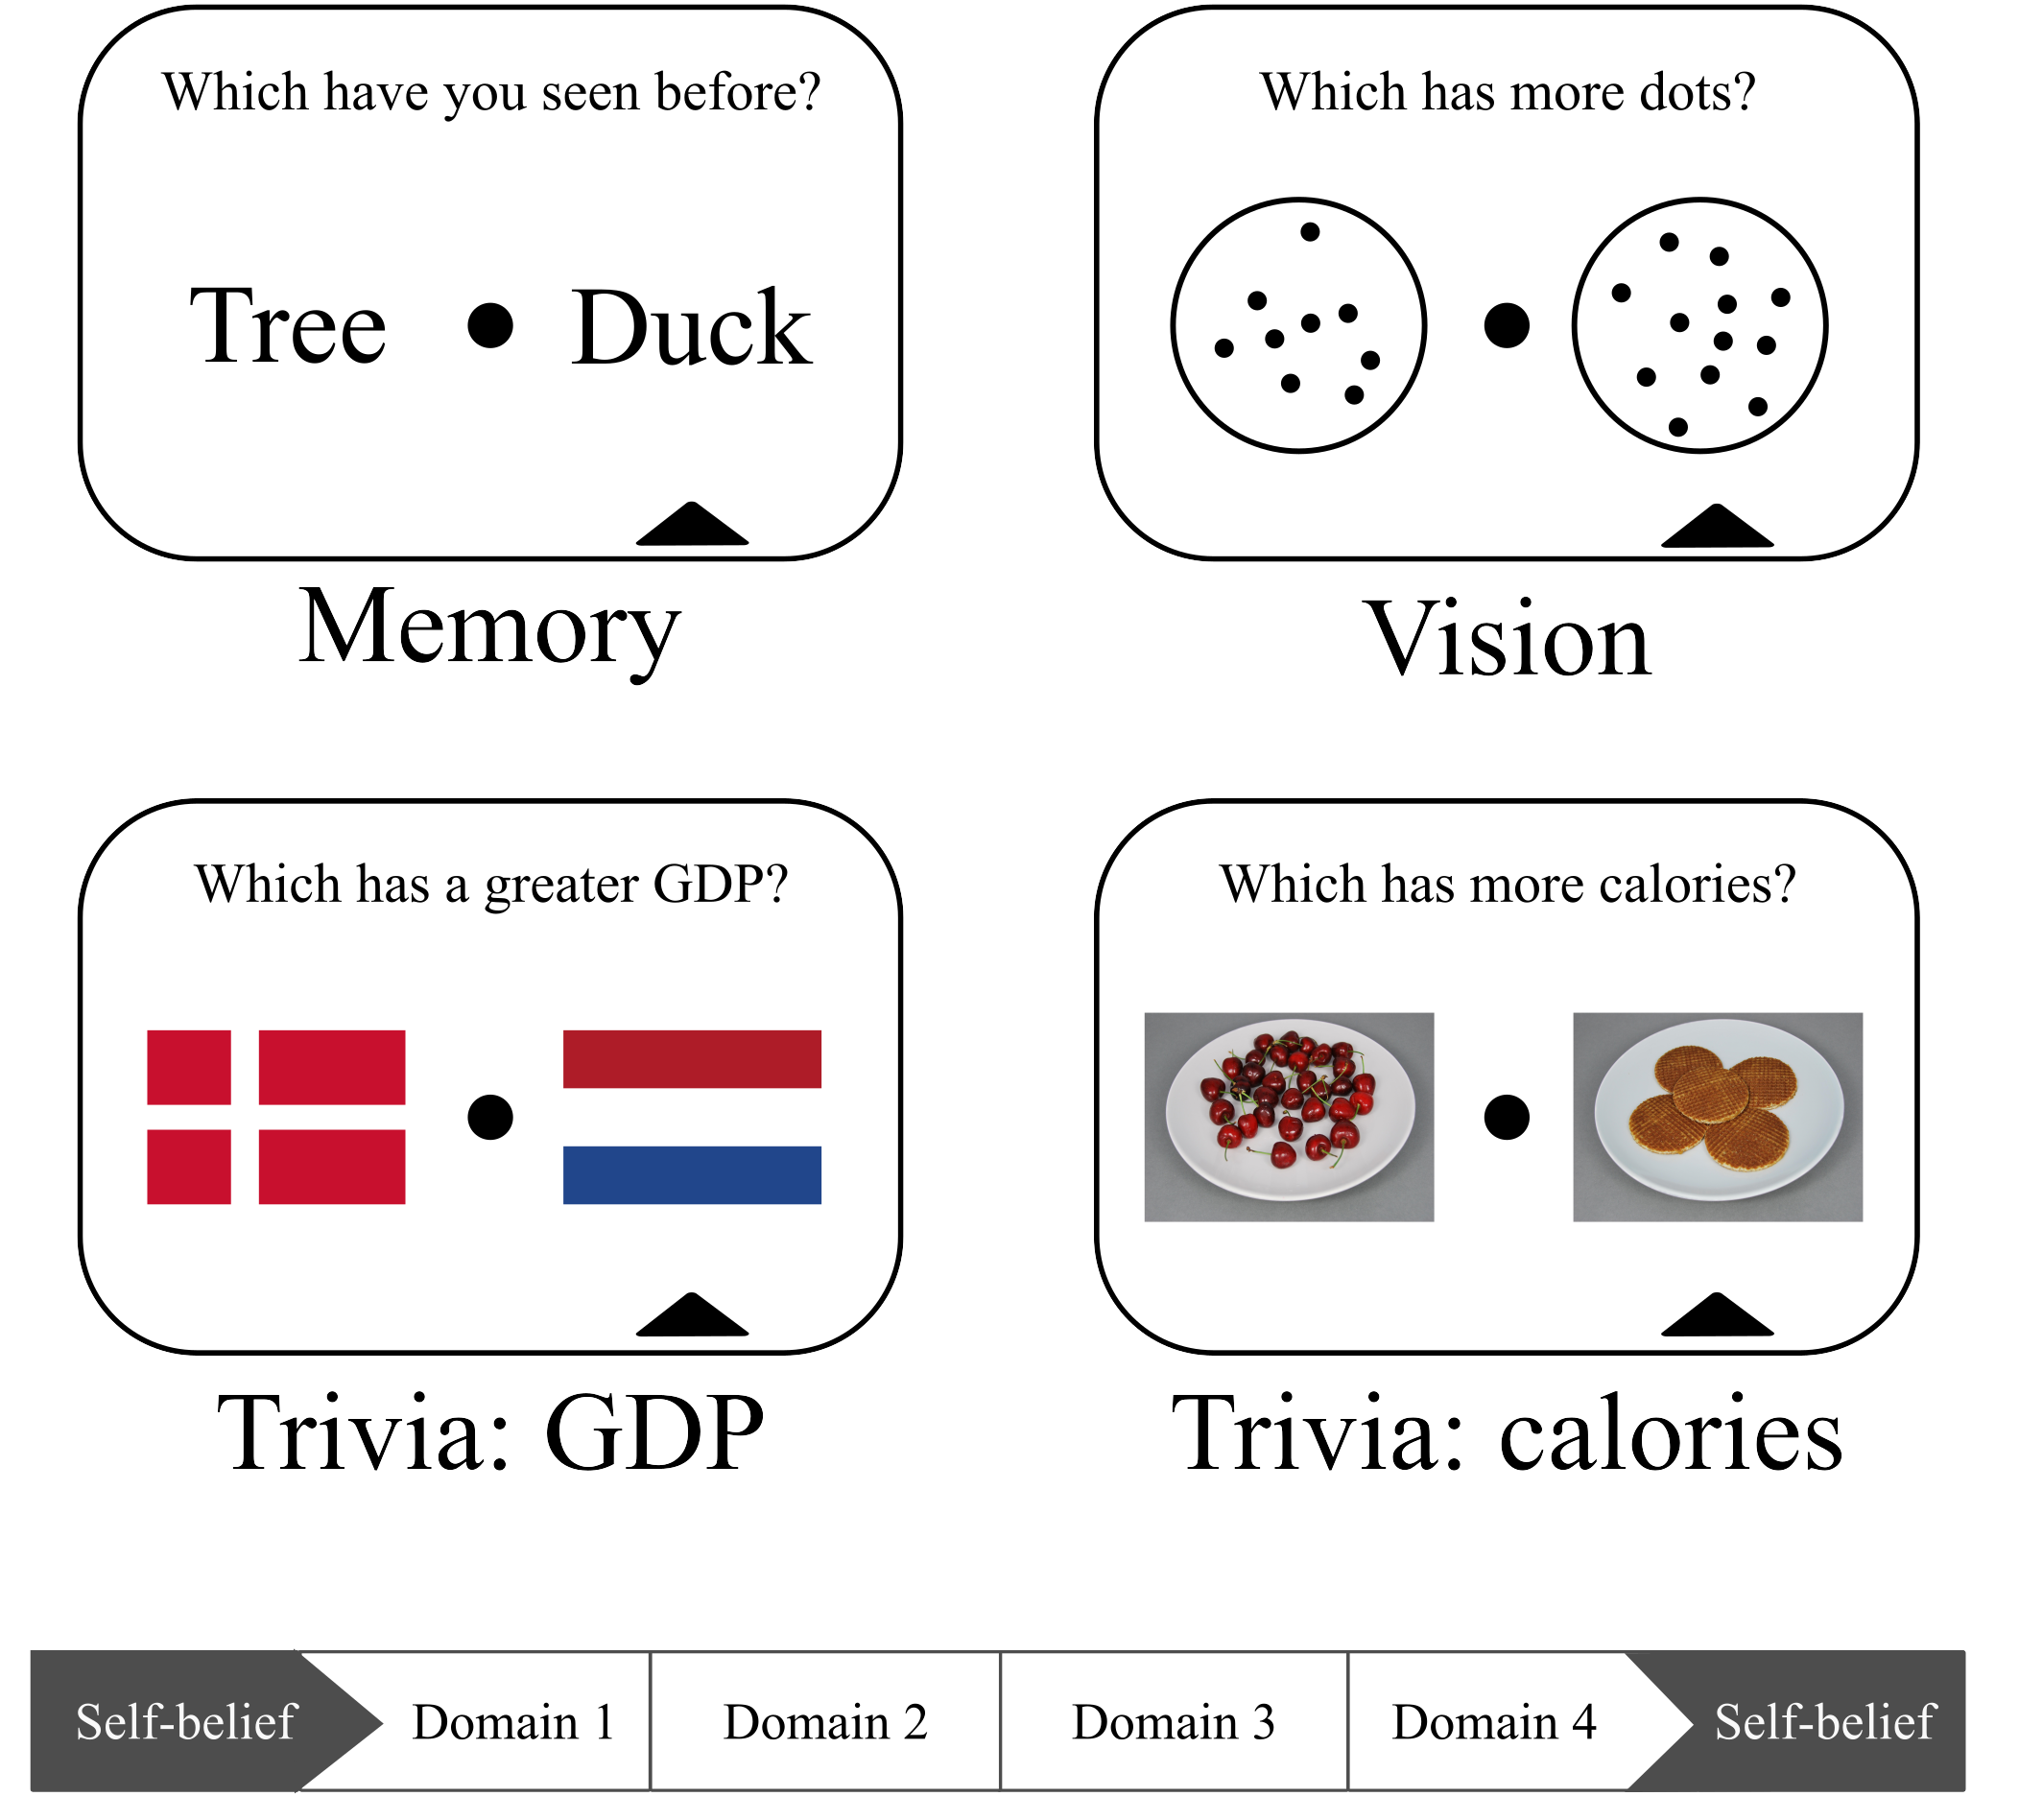 Which have you seen before?
Tree Duck
Memory
Which has more dots?
Vision
Which has a greater GDP?
Trivia: GDP
Which has more calories?
Trivia: calories
Self-belief Domain 1 Domain 2 Domain 3 Domain 4 Self-belief